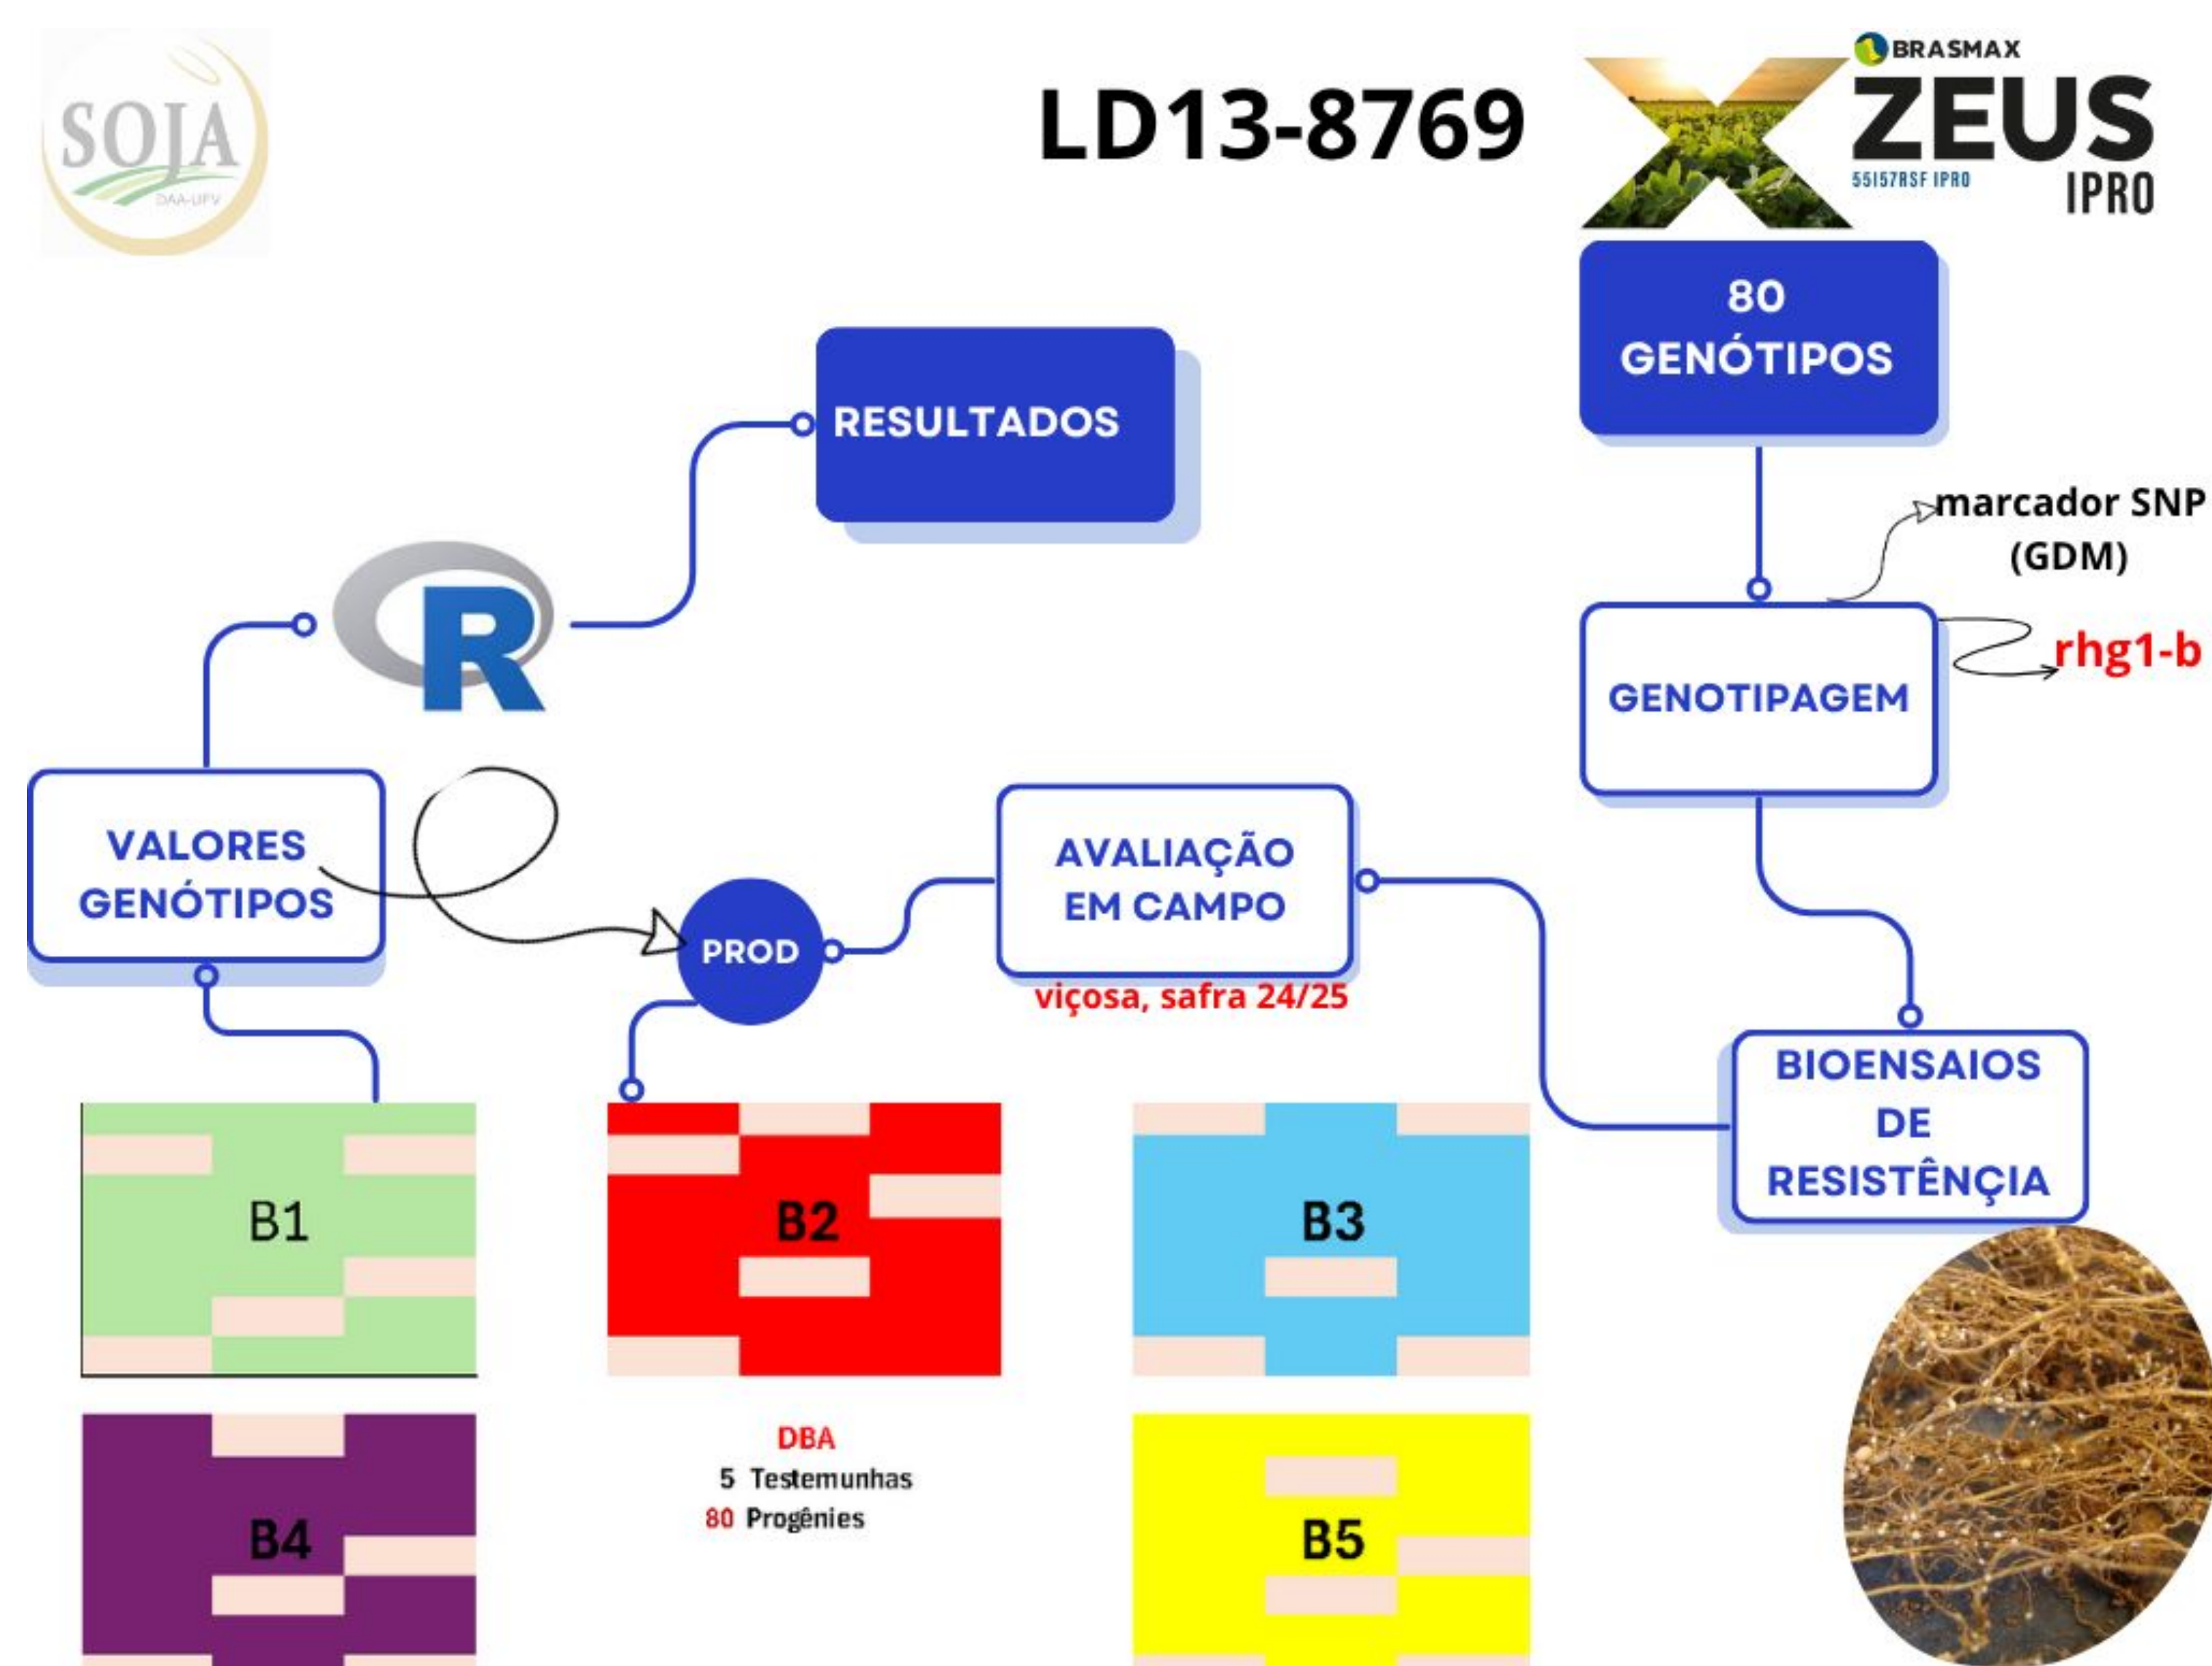 SOJA
DAA-UFV
LD13-8769
BRASMAX
ZEUS
55I57RSF IPRO
IPRO
80
GENÓTIPOS
RESULTADOS
marcador SNP
(GDM)
R
rhg1-b
GENOTIPAGEM
VALORES
GENÓTIPOS
AVALIAÇÃO
EM CAMPO
PROD
viçosa, safra 24/25
BIOENSAIOS
DE
RESISTÊNÇIA
B1
B2
B3
DBA
5 Testemunhas
80 Progênies
B4
B5